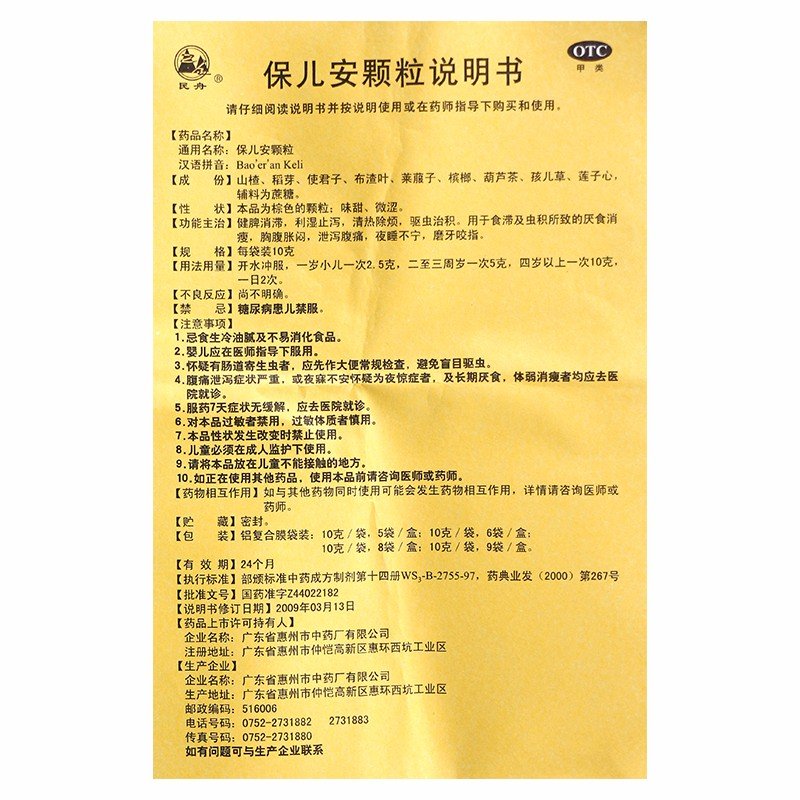 民舟®
OTC
甲类
保儿安颗粒说明书
请仔细阅读说明书并按说明使用或在药师指导下购买和使用。
【药品名称】
通用名称：保儿安颗粒
汉语拼音：Bao'er'an Keli
【成　　份】山楂、稻芽、使君子、布渣叶、莱菔子、槟榔、葫芦茶、孩儿草、莲子心，
辅料为蔗糖。
【性　　状】本品为棕色的颗粒；味甜、微涩。
【功能主治】健脾消滞，利湿止泻，清热除烦，驱虫治积。用于食滞及虫积所致的厌食消
瘦，胸腹胀闷，泄泻腹痛，夜睡不宁，磨牙咬指。
【规　　格】每袋装10克
【用法用量】开水冲服，一岁小儿一次2.5克，二至三周岁一次5克，四岁以上一次10克，
一日2次。
【不良反应】尚不明确。
【禁　　忌】糖尿病患儿禁服。
【注意事项】
1.忌食生冷油腻及不易消化食品。
2.婴儿应在医师指导下服用。
3.怀疑有肠道寄生虫者，应先作大便常规检查，避免盲目驱虫。
4.腹痛泄泻症状严重，或夜寐不安怀疑为夜惊症者，及长期厌食，体弱消瘦者均应去医
院就诊。
5.服药7天症状无缓解，应去医院就诊。
6.对本品过敏者禁用，过敏体质者慎用。
7.本品性状发生改变时禁止使用。
8.儿童必须在成人监护下使用。
9.请将本品放在儿童不能接触的地方。
10.如正在使用其他药品，使用本品前请咨询医师或药师。
【药物相互作用】如与其他药物同时使用可能会发生药物相互作用，详情请咨询医师或
药师。
【贮　　藏】密封。
【包　　装】铝复合膜袋装：10克／袋，5袋／盒；10克／袋，6袋／盒；
10克／袋，8袋／盒；10克／袋，9袋／盒。
【有 效 期】24个月
【执行标准】部颁标准中药成方制剂第十四册WS₃-B-2755-97，药典业发（2000）第267号
【批准文号】国药准字Z44022182
【说明书修订日期】2009年03月13日
【药品上市许可持有人】
企业名称：广东省惠州市中药厂有限公司
注册地址：广东省惠州市仲恺高新区惠环西坑工业区
【生产企业】
企业名称：广东省惠州市中药厂有限公司
生产地址：广东省惠州市仲恺高新区惠环西坑工业区
邮政编码：516006
电话号码：0752-2731882　2731883
传真号码：0752-2731880
如有问题可与生产企业联系